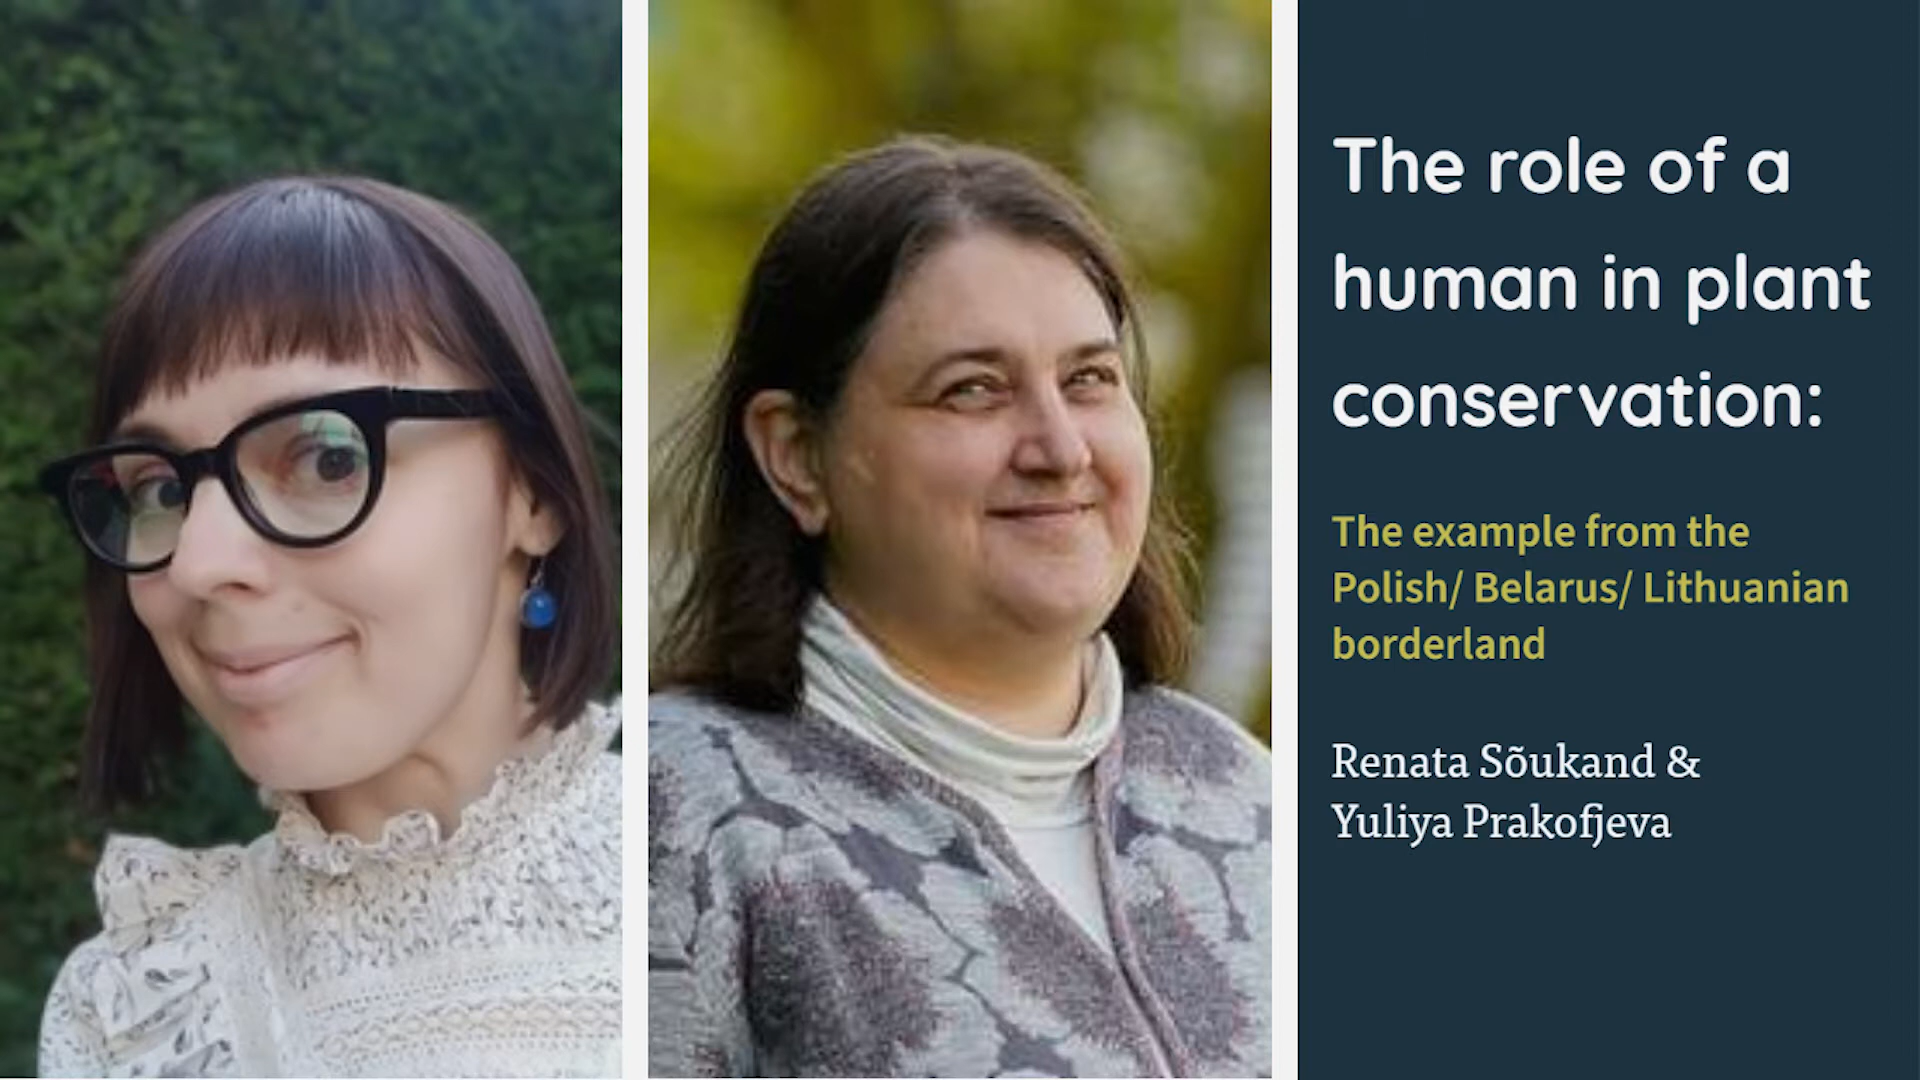 The role of a
human in plant
conservation:
The example from the
Polish/ Belarus/ Lithuanian
borderland
Renata Sõukand &
Yuliya Prakofjeva